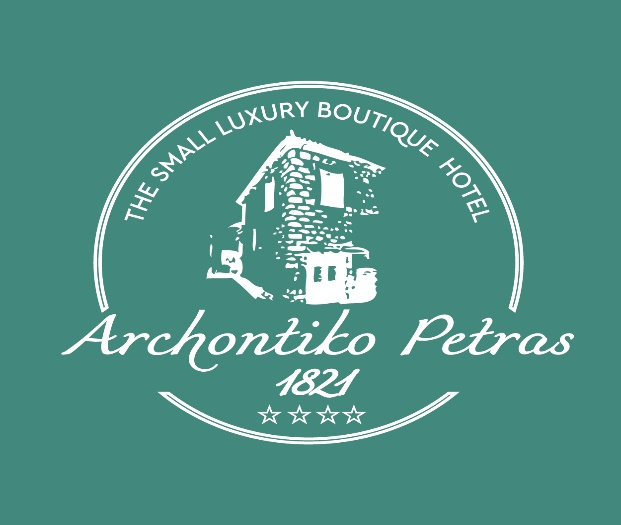 THE SMALL LUXURY BOUTIQUE HOTEL
Archontiko Petras
1821